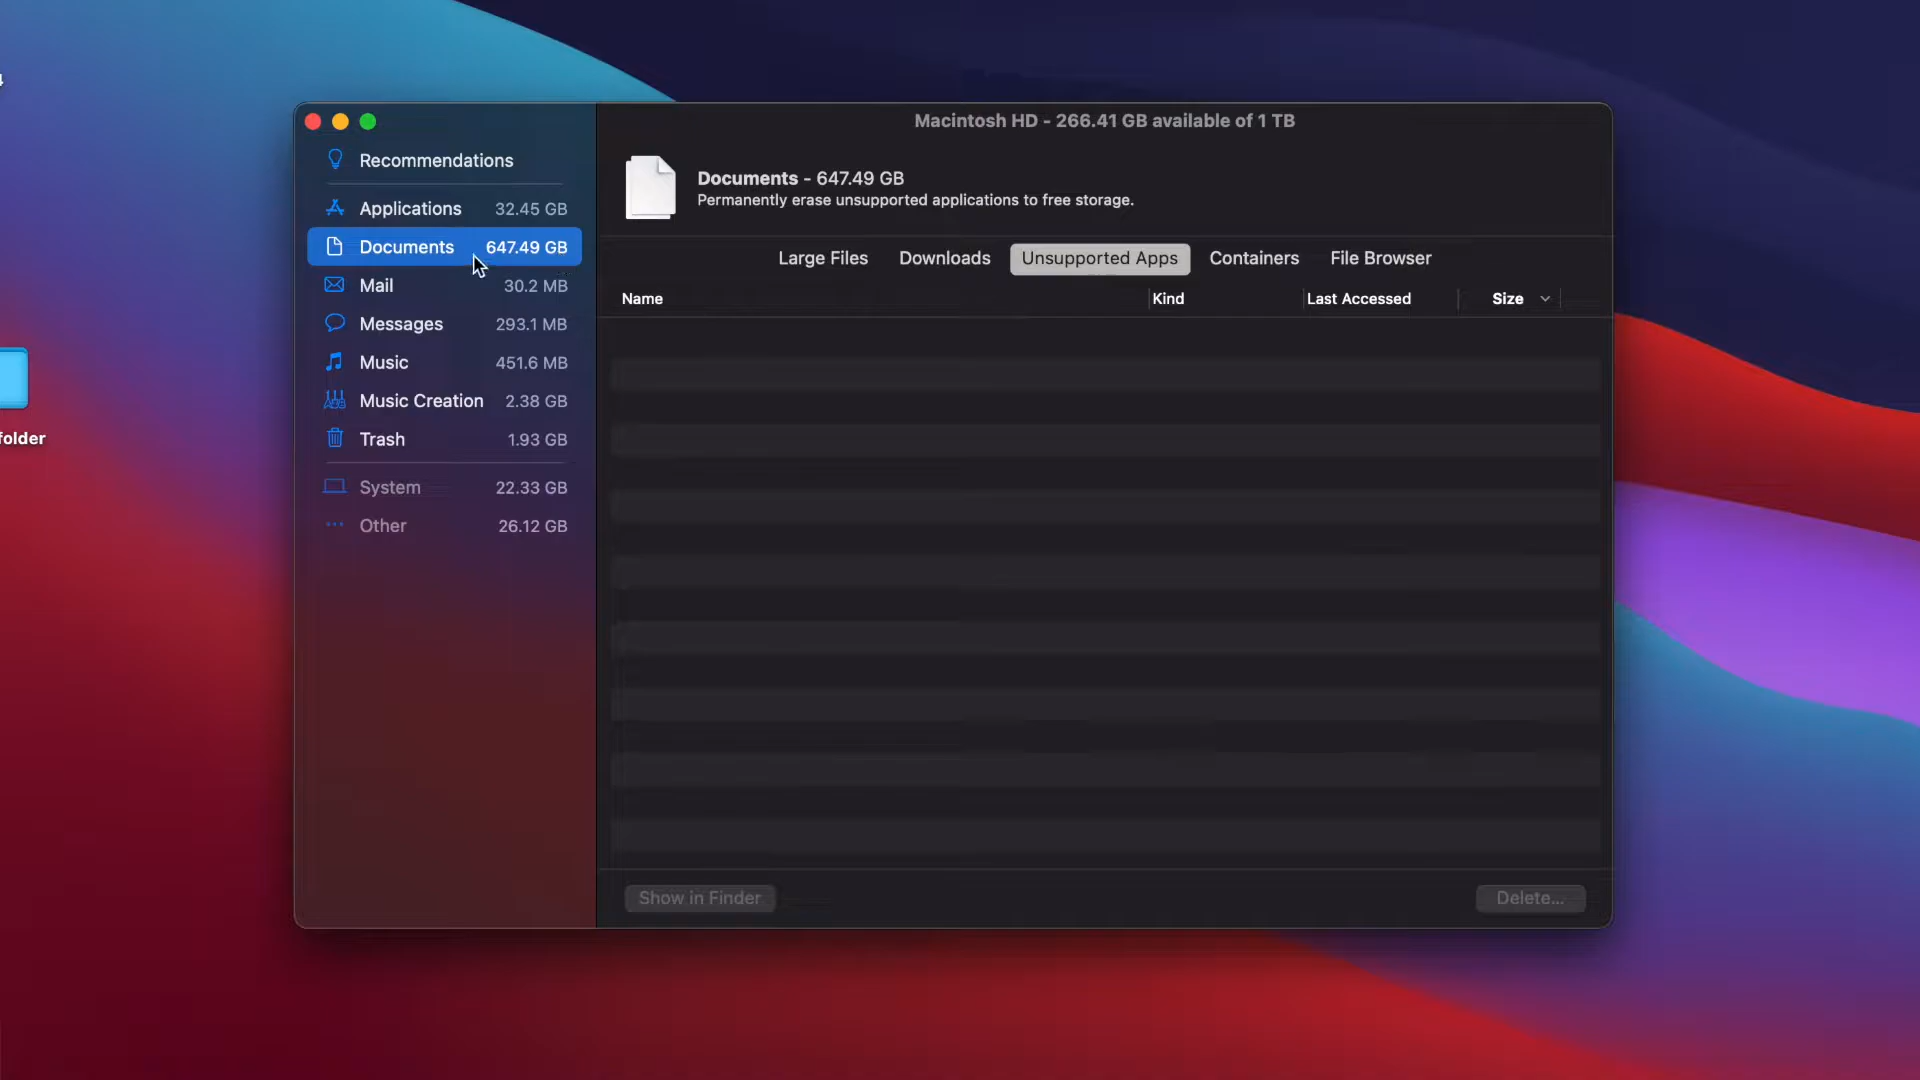 Macintosh HD - 266.41 GB available of 1 TB
Recommendations
Applications 32.45 GB
Documents 647.49 GB
Mail 30.2 MB
Messages 293.1 MB
Music 451.6 MB
Music Creation 2.38 GB
Trash 1.93 GB
System 22.33 GB
Other 26.12 GB
Documents - 647.49 GB
Permanently erase unsupported applications to free storage.
Large Files Downloads Unsupported Apps Containers File Browser
Name Kind Last Accessed Size
Show in Finder Delete...
folder